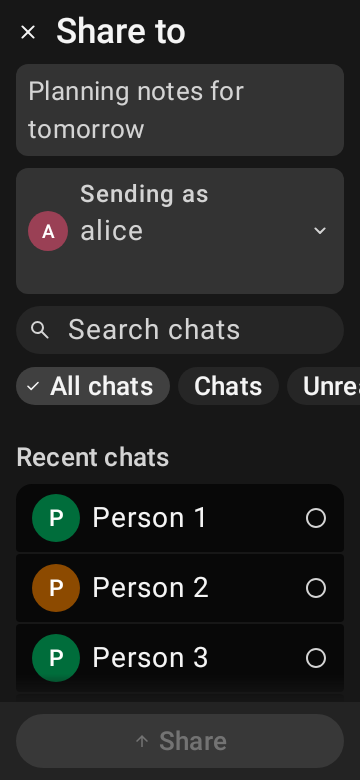 Share to
Planning notes for
tomorrow
Sending as
A
alice
Search chats
All chats
Chats
Recent chats
P
Person 1
P
Person 2
P
Person 3
Share